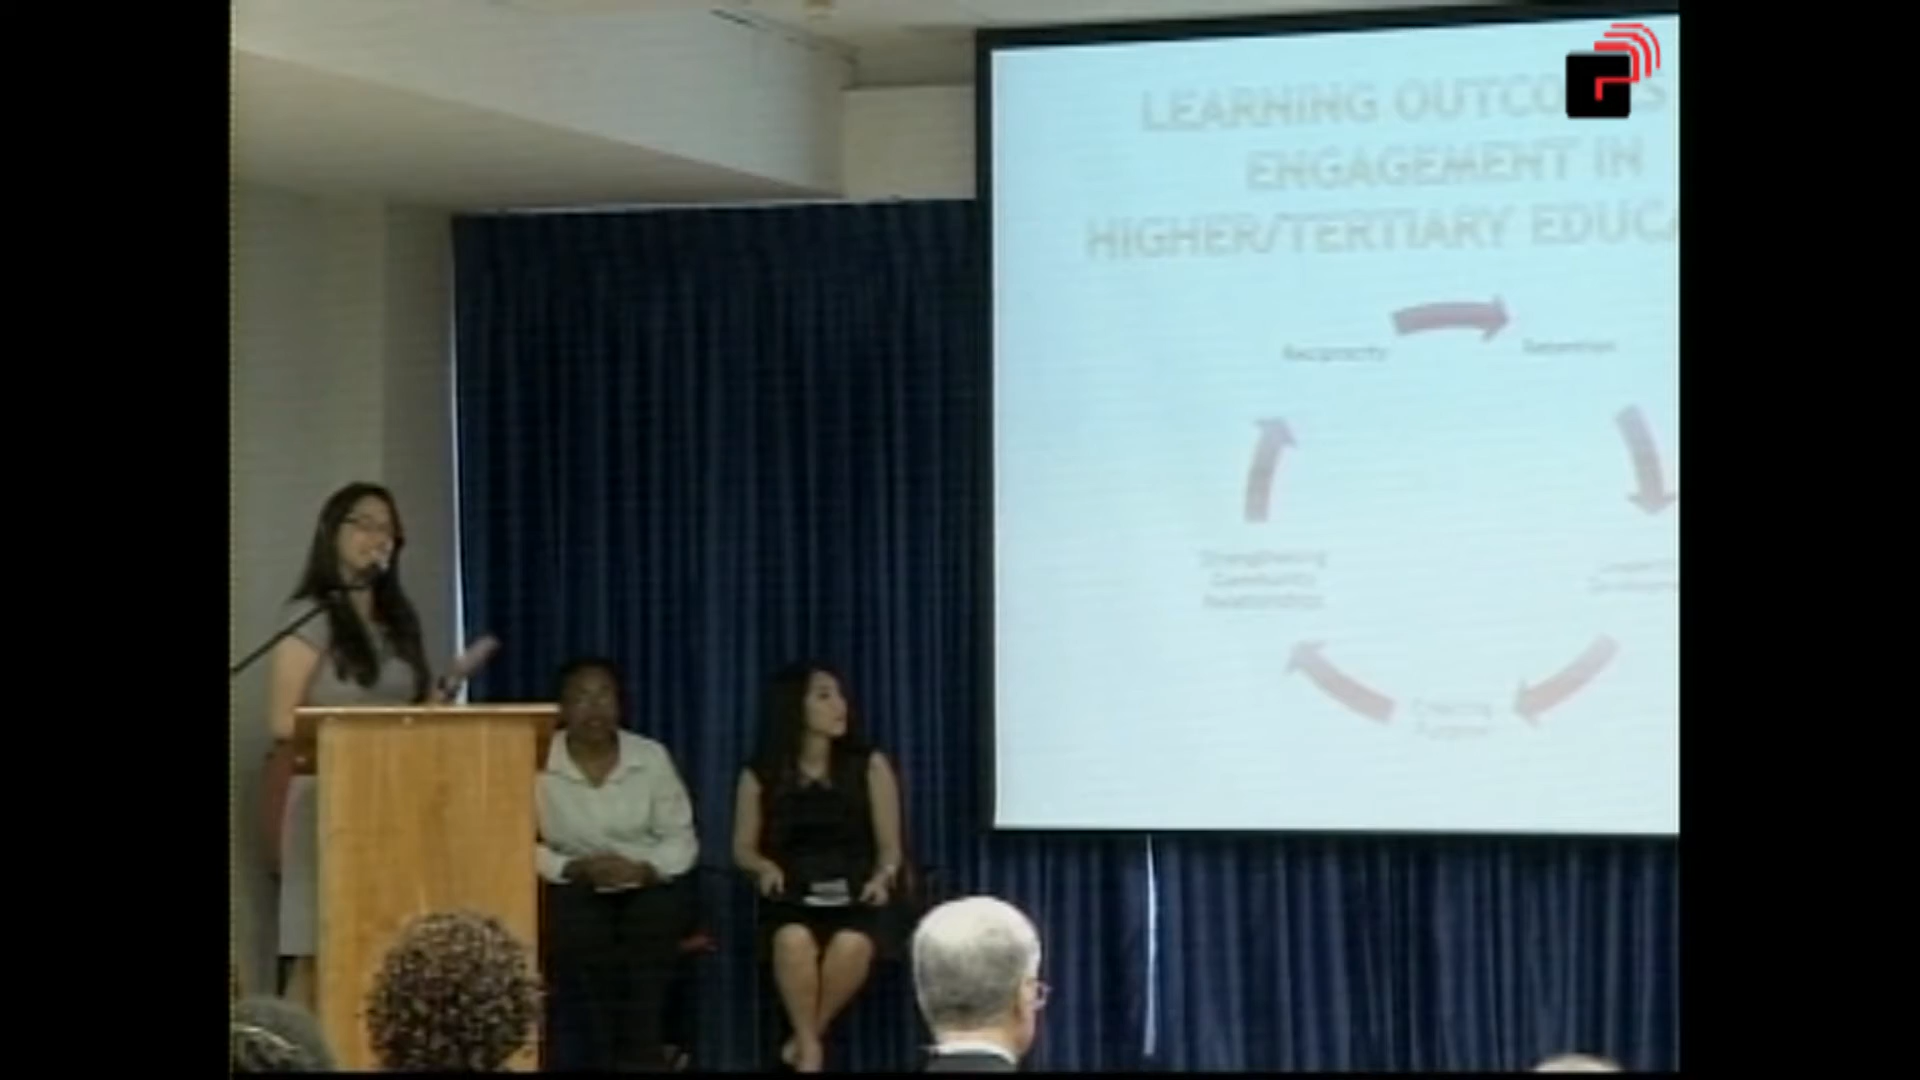 LEARNING OUTCO
ENGAGEMENT IN
HIGHER/TERTIARY EDUCA
Reciprocity
Retention
Strengthening
Community
Relationships